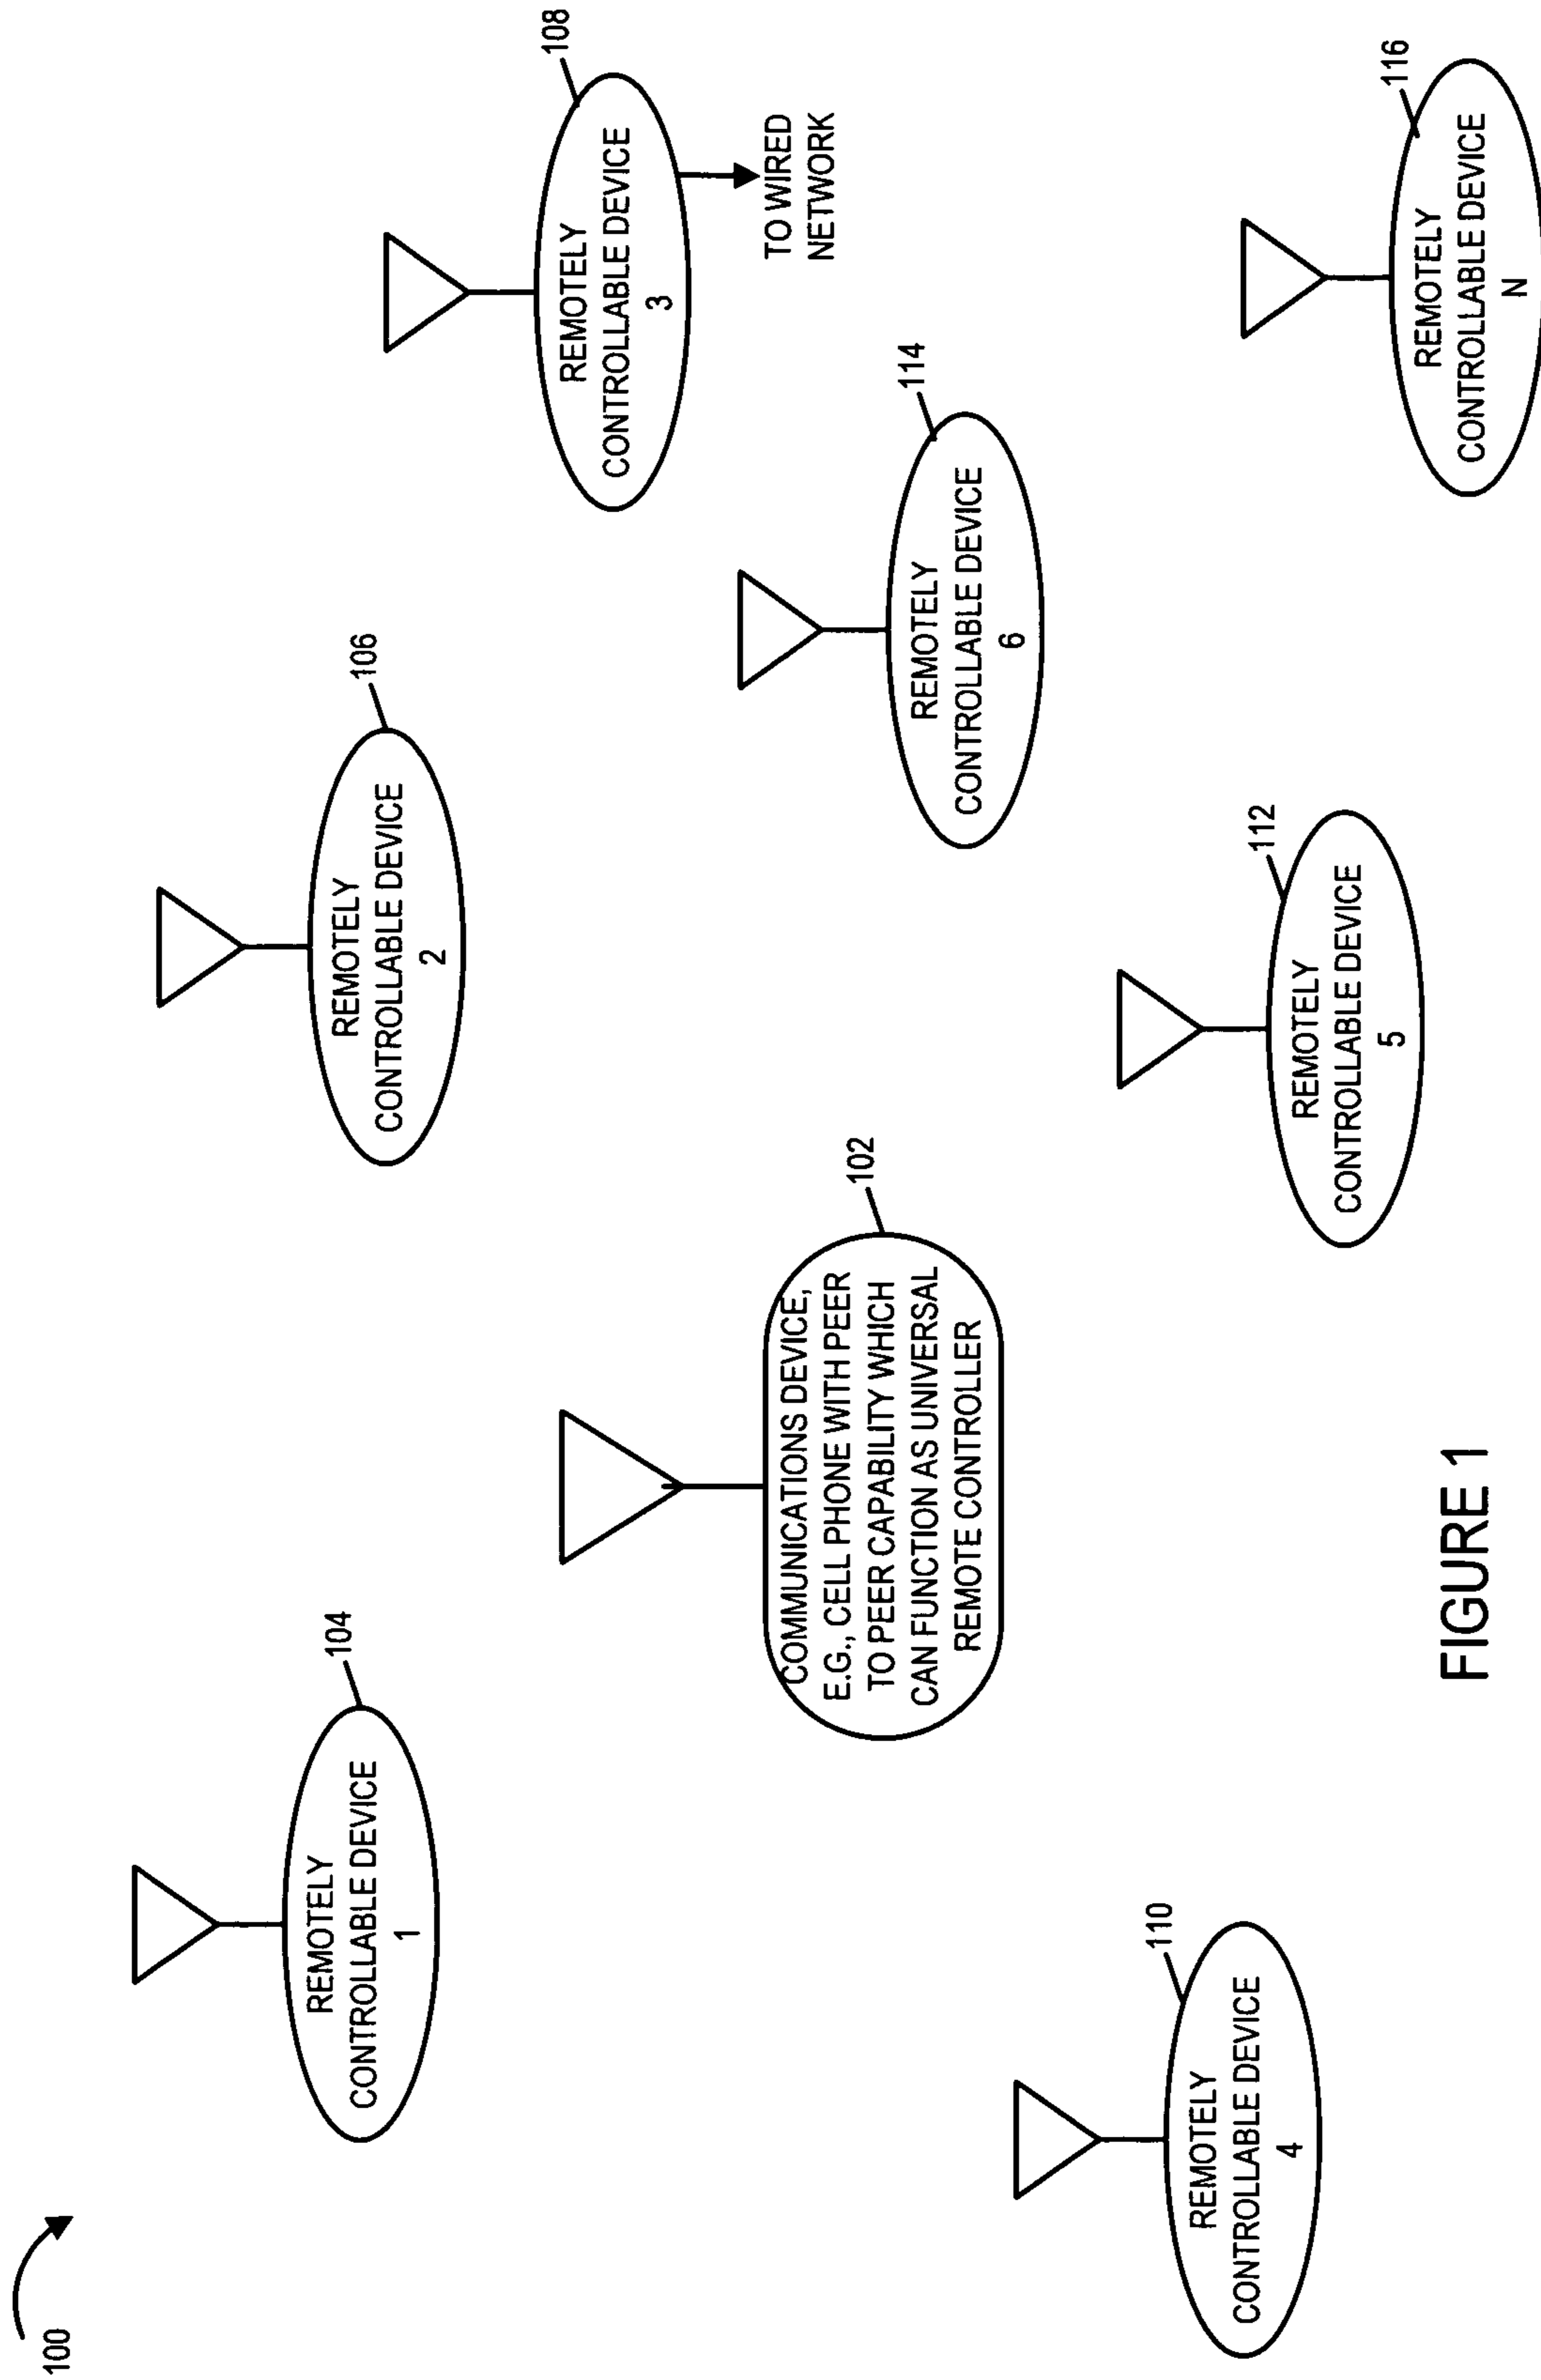 100
104
REMOTELY
CONTROLLABLE DEVICE
1
106
REMOTELY
CONTROLLABLE DEVICE
2
108
REMOTELY
CONTROLLABLE DEVICE
3
TO WIRED
NETWORK
102
COMMUNICATIONS DEVICE,
E.G., CELL PHONE WITH PEER
TO PEER CAPABILITY WHICH
CAN FUNCTION AS UNIVERSAL
REMOTE CONTROLLER
114
REMOTELY
CONTROLLABLE DEVICE
6
110
REMOTELY
CONTROLLABLE DEVICE
4
112
REMOTELY
CONTROLLABLE DEVICE
5
116
REMOTELY
CONTROLLABLE DEVICE
N
FIGURE 1